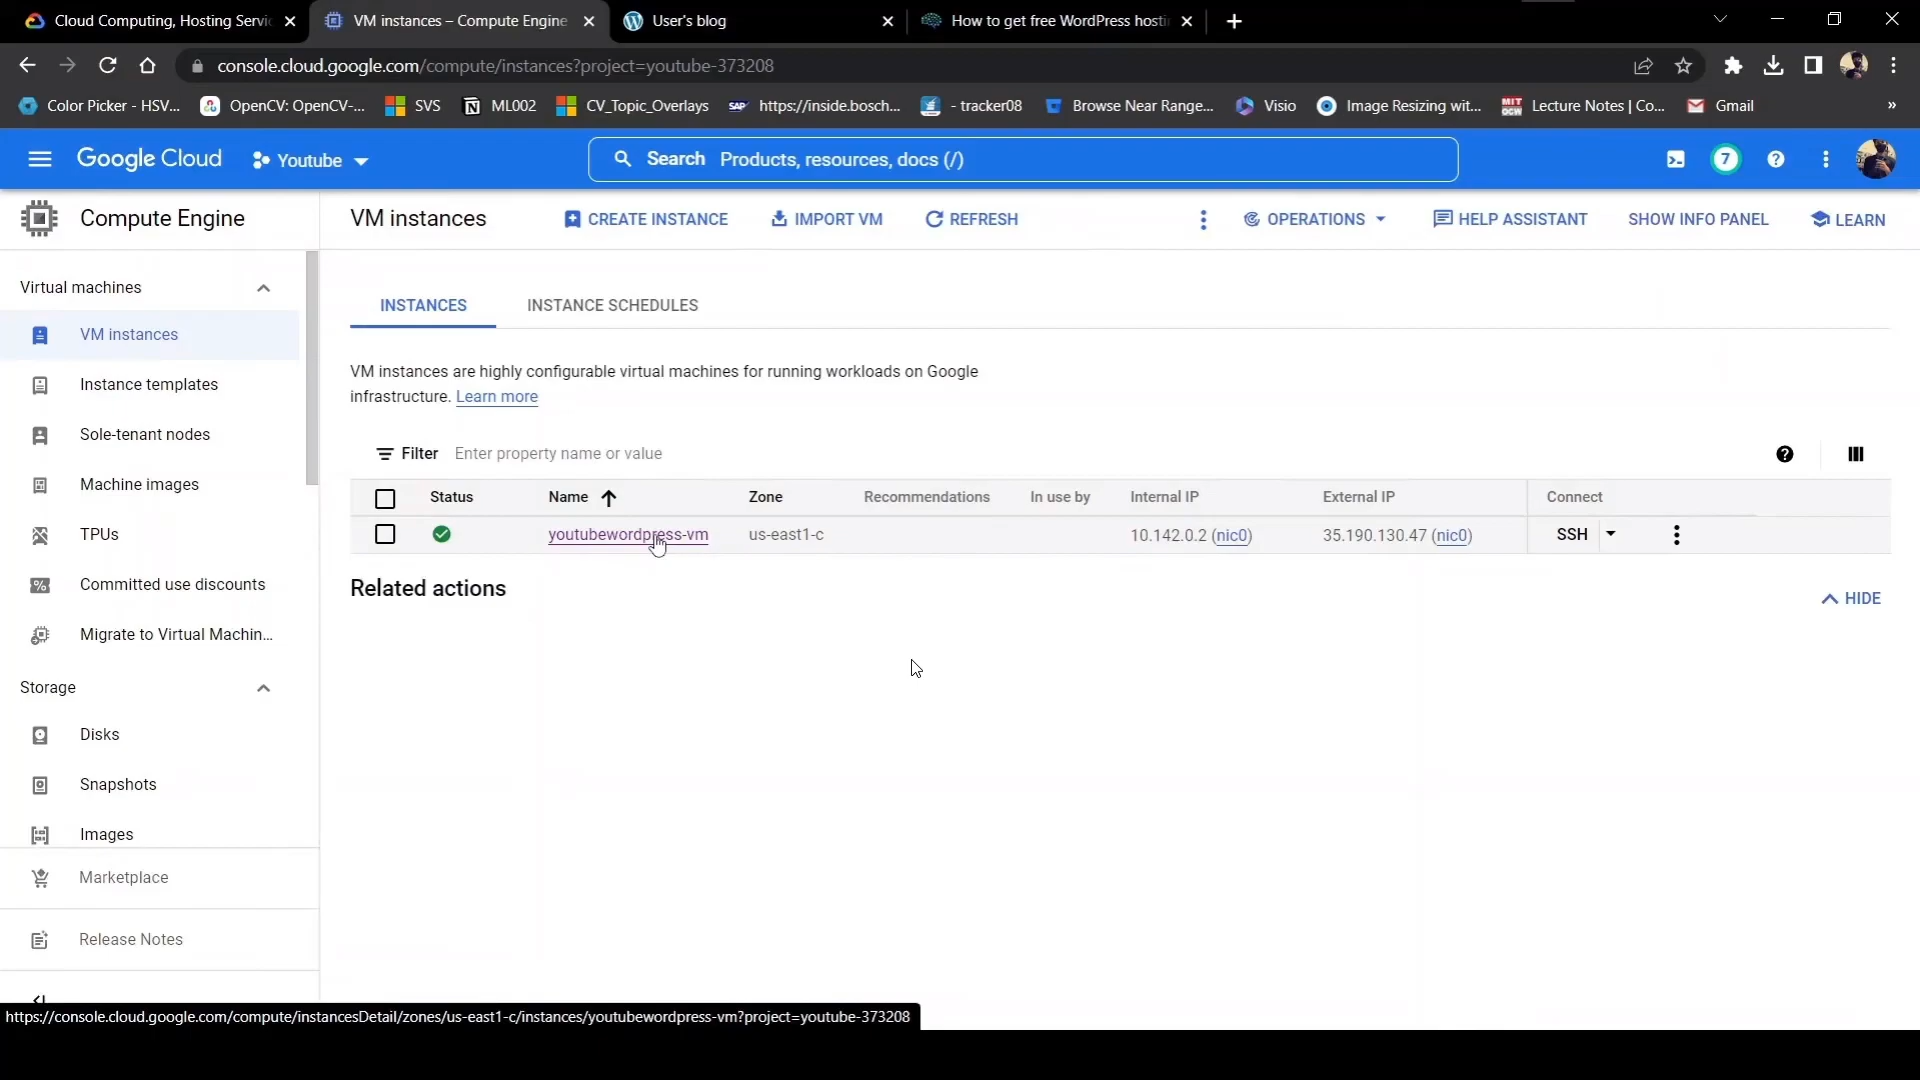 Cloud Computing, Hosting Servic
VM instances – Compute Engine
User's blog
How to get free WordPress hosti
console.cloud.google.com/compute/instances?project=youtube-373208
Color Picker - HSV...
OpenCV: OpenCV-...
SVS
ML002
CV_Topic_Overlays
SAP
https://inside.bosch...
- tracker08
Browse Near Range...
Visio
Image Resizing wit...
MIT OCW
Lecture Notes | Co...
Gmail
»
Google Cloud
Youtube
Search Products, resources, docs (/)
7
Compute Engine
VM instances
CREATE INSTANCE
IMPORT VM
REFRESH
OPERATIONS
HELP ASSISTANT
SHOW INFO PANEL
LEARN
Virtual machines
VM instances
Instance templates
Sole-tenant nodes
Machine images
TPUs
Committed use discounts
Migrate to Virtual Machin...
Storage
Disks
Snapshots
Images
Marketplace
Release Notes
INSTANCES
INSTANCE SCHEDULES
VM instances are highly configurable virtual machines for running workloads on Google
infrastructure. Learn more
Filter Enter property name or value
Status Name Zone Recommendations In use by Internal IP External IP Connect
youtubewordpress-vm us-east1-c 10.142.0.2 (nic0) 35.190.130.47 (nic0) SSH
Related actions
HIDE
https://console.cloud.google.com/compute/instancesDetail/zones/us-east1-c/instances/youtubewordpress-vm?project=youtube-373208